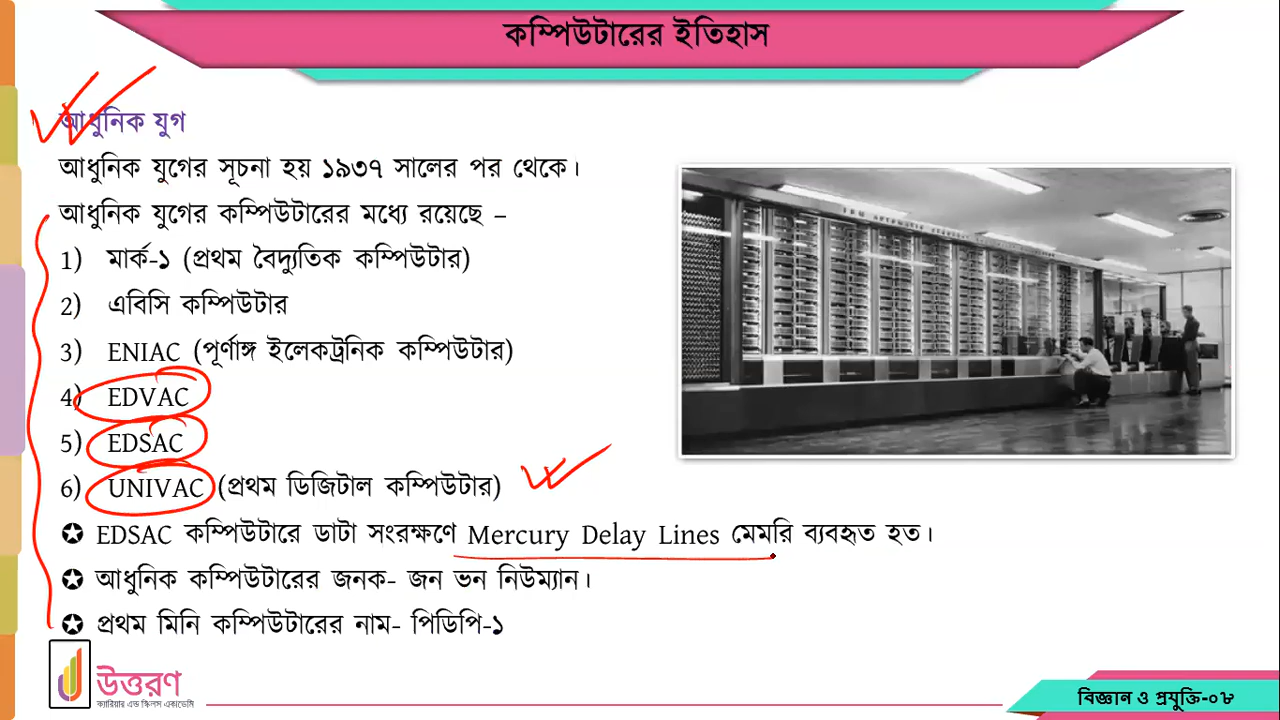 কম্পিউটারের ইতিহাস
আধুনিক যুগ
আধুনিক যুগের সূচনা হয় ১৯৩৭ সালের পর থেকে।
আধুনিক যুগের কম্পিউটারের মধ্যে রয়েছে –
1) মার্ক-১ (প্রথম বৈদ্যুতিক কম্পিউটার)
2) এবিসি কম্পিউটার
3) ENIAC (পূর্ণাঙ্গ ইলেকট্রনিক কম্পিউটার)
4) EDVAC
5) EDSAC
6) UNIVAC (প্রথম ডিজিটাল কম্পিউটার)
✪ EDSAC কম্পিউটারে ডাটা সংরক্ষণে Mercury Delay Lines মেমরি ব্যবহৃত হত।
✪ আধুনিক কম্পিউটারের জনক- জন ভন নিউম্যান।
✪ প্রথম মিনি কম্পিউটারের নাম- পিডিপি-১
উত্তরণ
ক্যারিয়ার এন্ড স্কিলস একাডেমি
বিজ্ঞান ও প্রযুক্তি-০৮